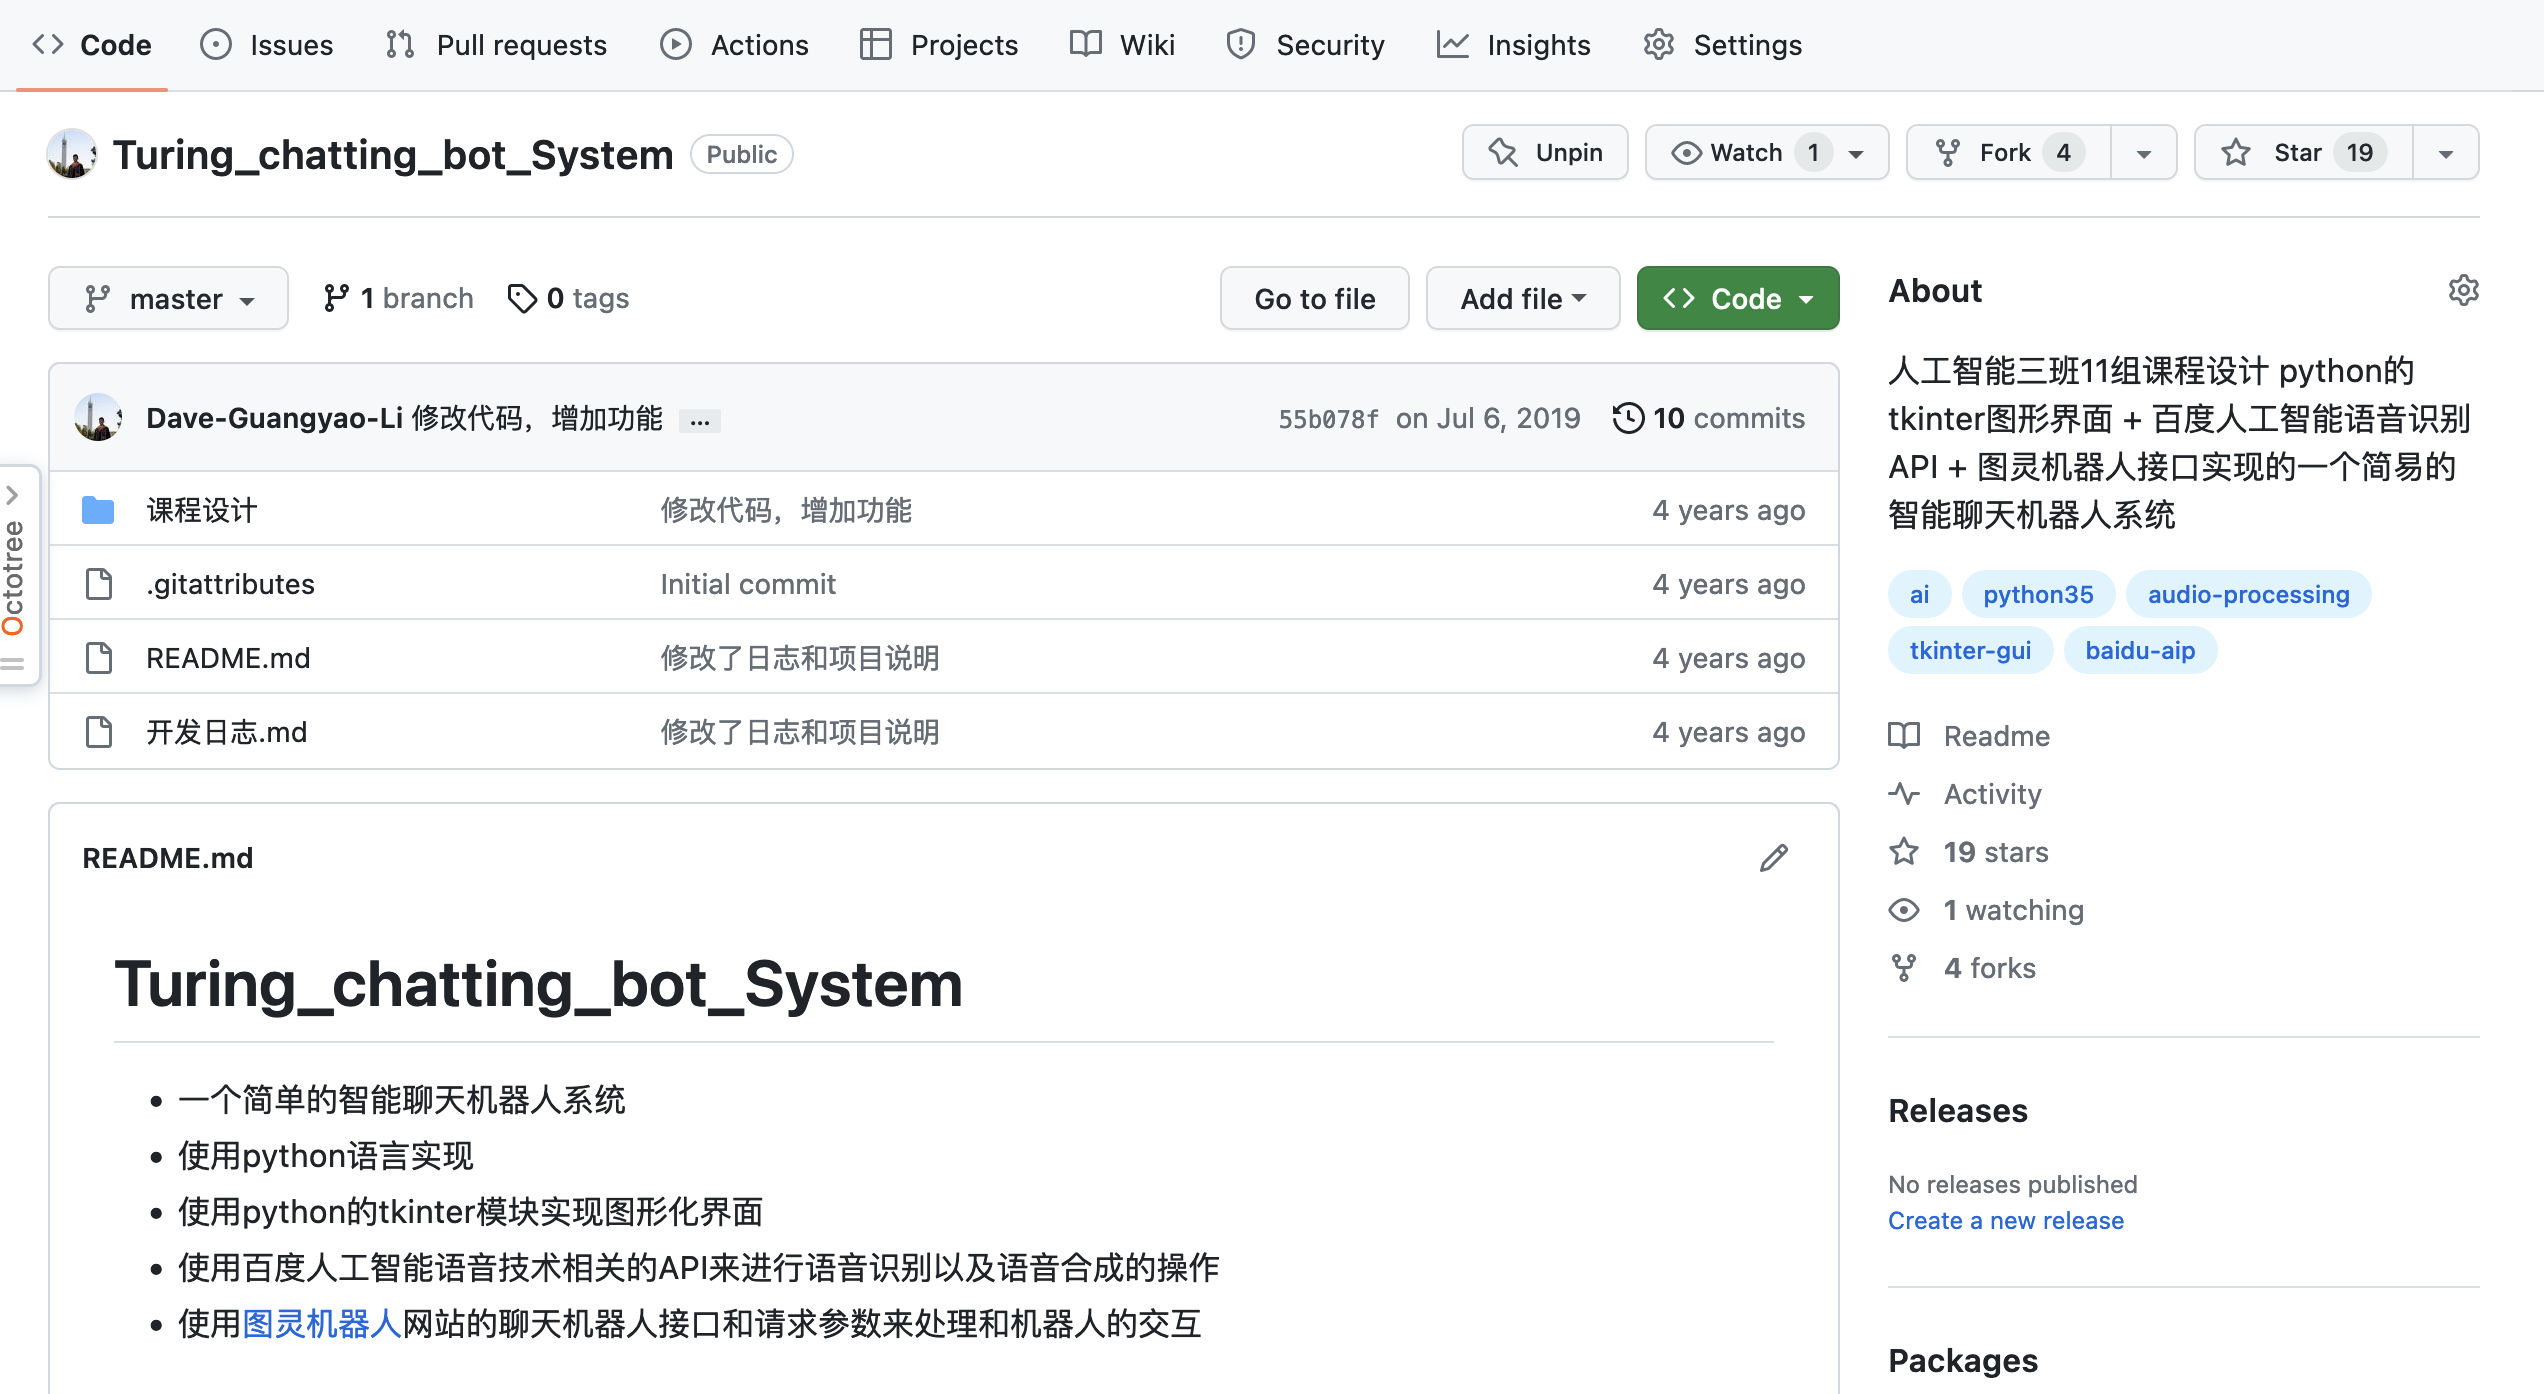 Code Issues Pull requests Actions Projects Wiki Security Insights Settings
Turing_chatting_bot_System Public Unpin Watch 1 Fork 4 Star 19
master 1 branch 0 tags Go to file Add file Code
Dave-Guangyao-Li 修改代码，增加功能 ... 55b078f on Jul 6, 2019 10 commits
课程设计 修改代码，增加功能 4 years ago
.gitattributes Initial commit 4 years ago
README.md 修改了日志和项目说明 4 years ago
开发日志.md 修改了日志和项目说明 4 years ago
Octotree
README.md
Turing_chatting_bot_System
一个简单的智能聊天机器人系统
使用python语言实现
使用python的tkinter模块实现图形化界面
使用百度人工智能语音技术相关的API来进行语音识别以及语音合成的操作
使用图灵机器人网站的聊天机器人接口和请求参数来处理和机器人的交互
About
人工智能三班11组课程设计 python的
tkinter图形界面 + 百度人工智能语音识别
API + 图灵机器人接口实现的一个简易的
智能聊天机器人系统
ai python35 audio-processing
tkinter-gui baidu-aip
Readme
Activity
19 stars
1 watching
4 forks
Releases
No releases published
Create a new release
Packages